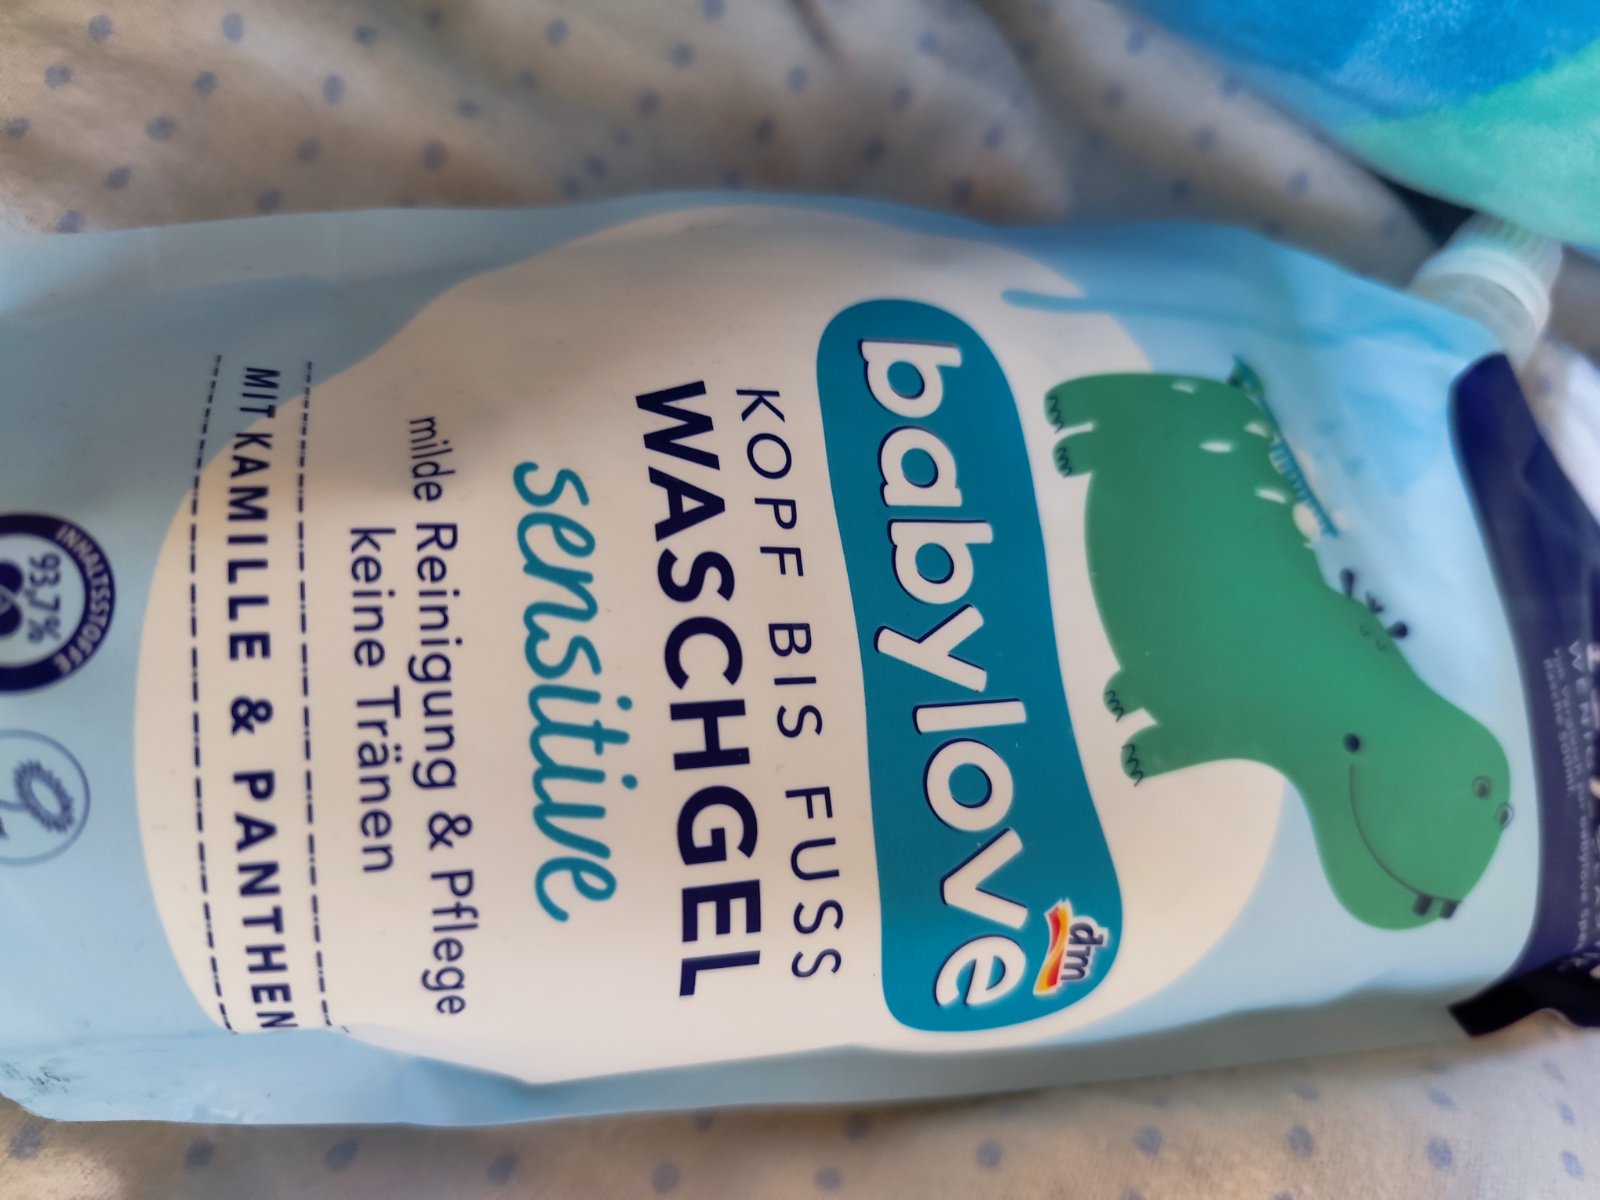 babylove
dm
KOPF BIS FUSS
WASCHGEL
sensitive
milde Reinigung & Pflege
keine Tränen
MIT KAMILLE & PANTHEN
93,7%
INHALTSSTOFFE